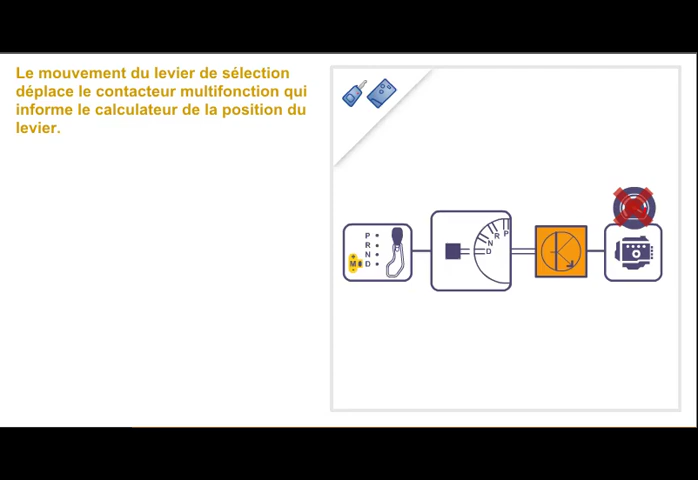 Le mouvement du levier de sélection
déplace le contacteur multifonction qui
informe le calculateur de la position du
levier.
P
R
N
M D
P
R
N
D